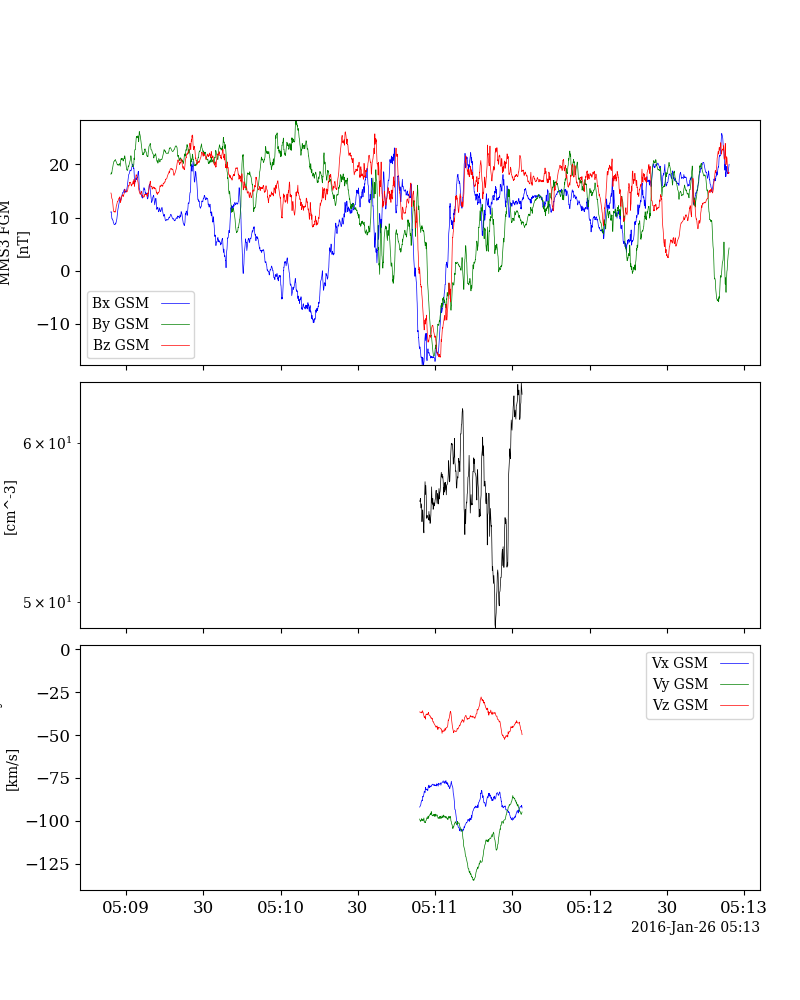 MMS3 FGM
[nT]
20
10
0
−10
Bx GSM
By GSM
Bz GSM
[cm^-3]
6×10¹
5×10¹
[km/s]
0
−25
−50
−75
−100
−125
Vx GSM
Vy GSM
Vz GSM
05:09 30 05:10 30 05:11 30 05:12 30 05:13
2016-Jan-26 05:13